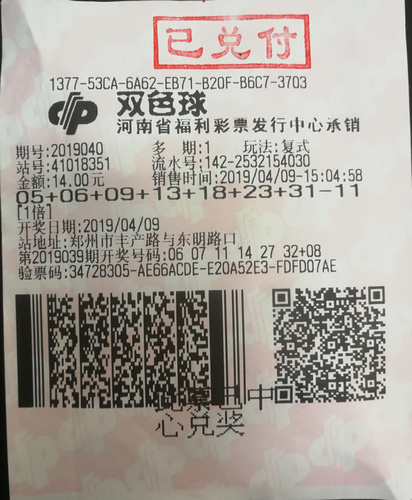 已兑付
1377-53CA-6A62-EB71-B20F-B6C7-3703
双色球
河南省福利彩票发行中心承销
期号:2019040 多 期:1 玩法:复式
站号:41018351 流水号:142-2532154030
金额:14.00元 销售时间:2019/04/09-15:04:58
05+06+09+13+18+23+31-11
[1倍]
开奖日期:2019/04/09
站地址:郑州市丰产路与东明路口
第2019039期开奖号码:06 07 11 14 27 32+08
验票码:34728305-AE66ACDE-E20A52E3-FDFD07AE
此票已中
心兑奖